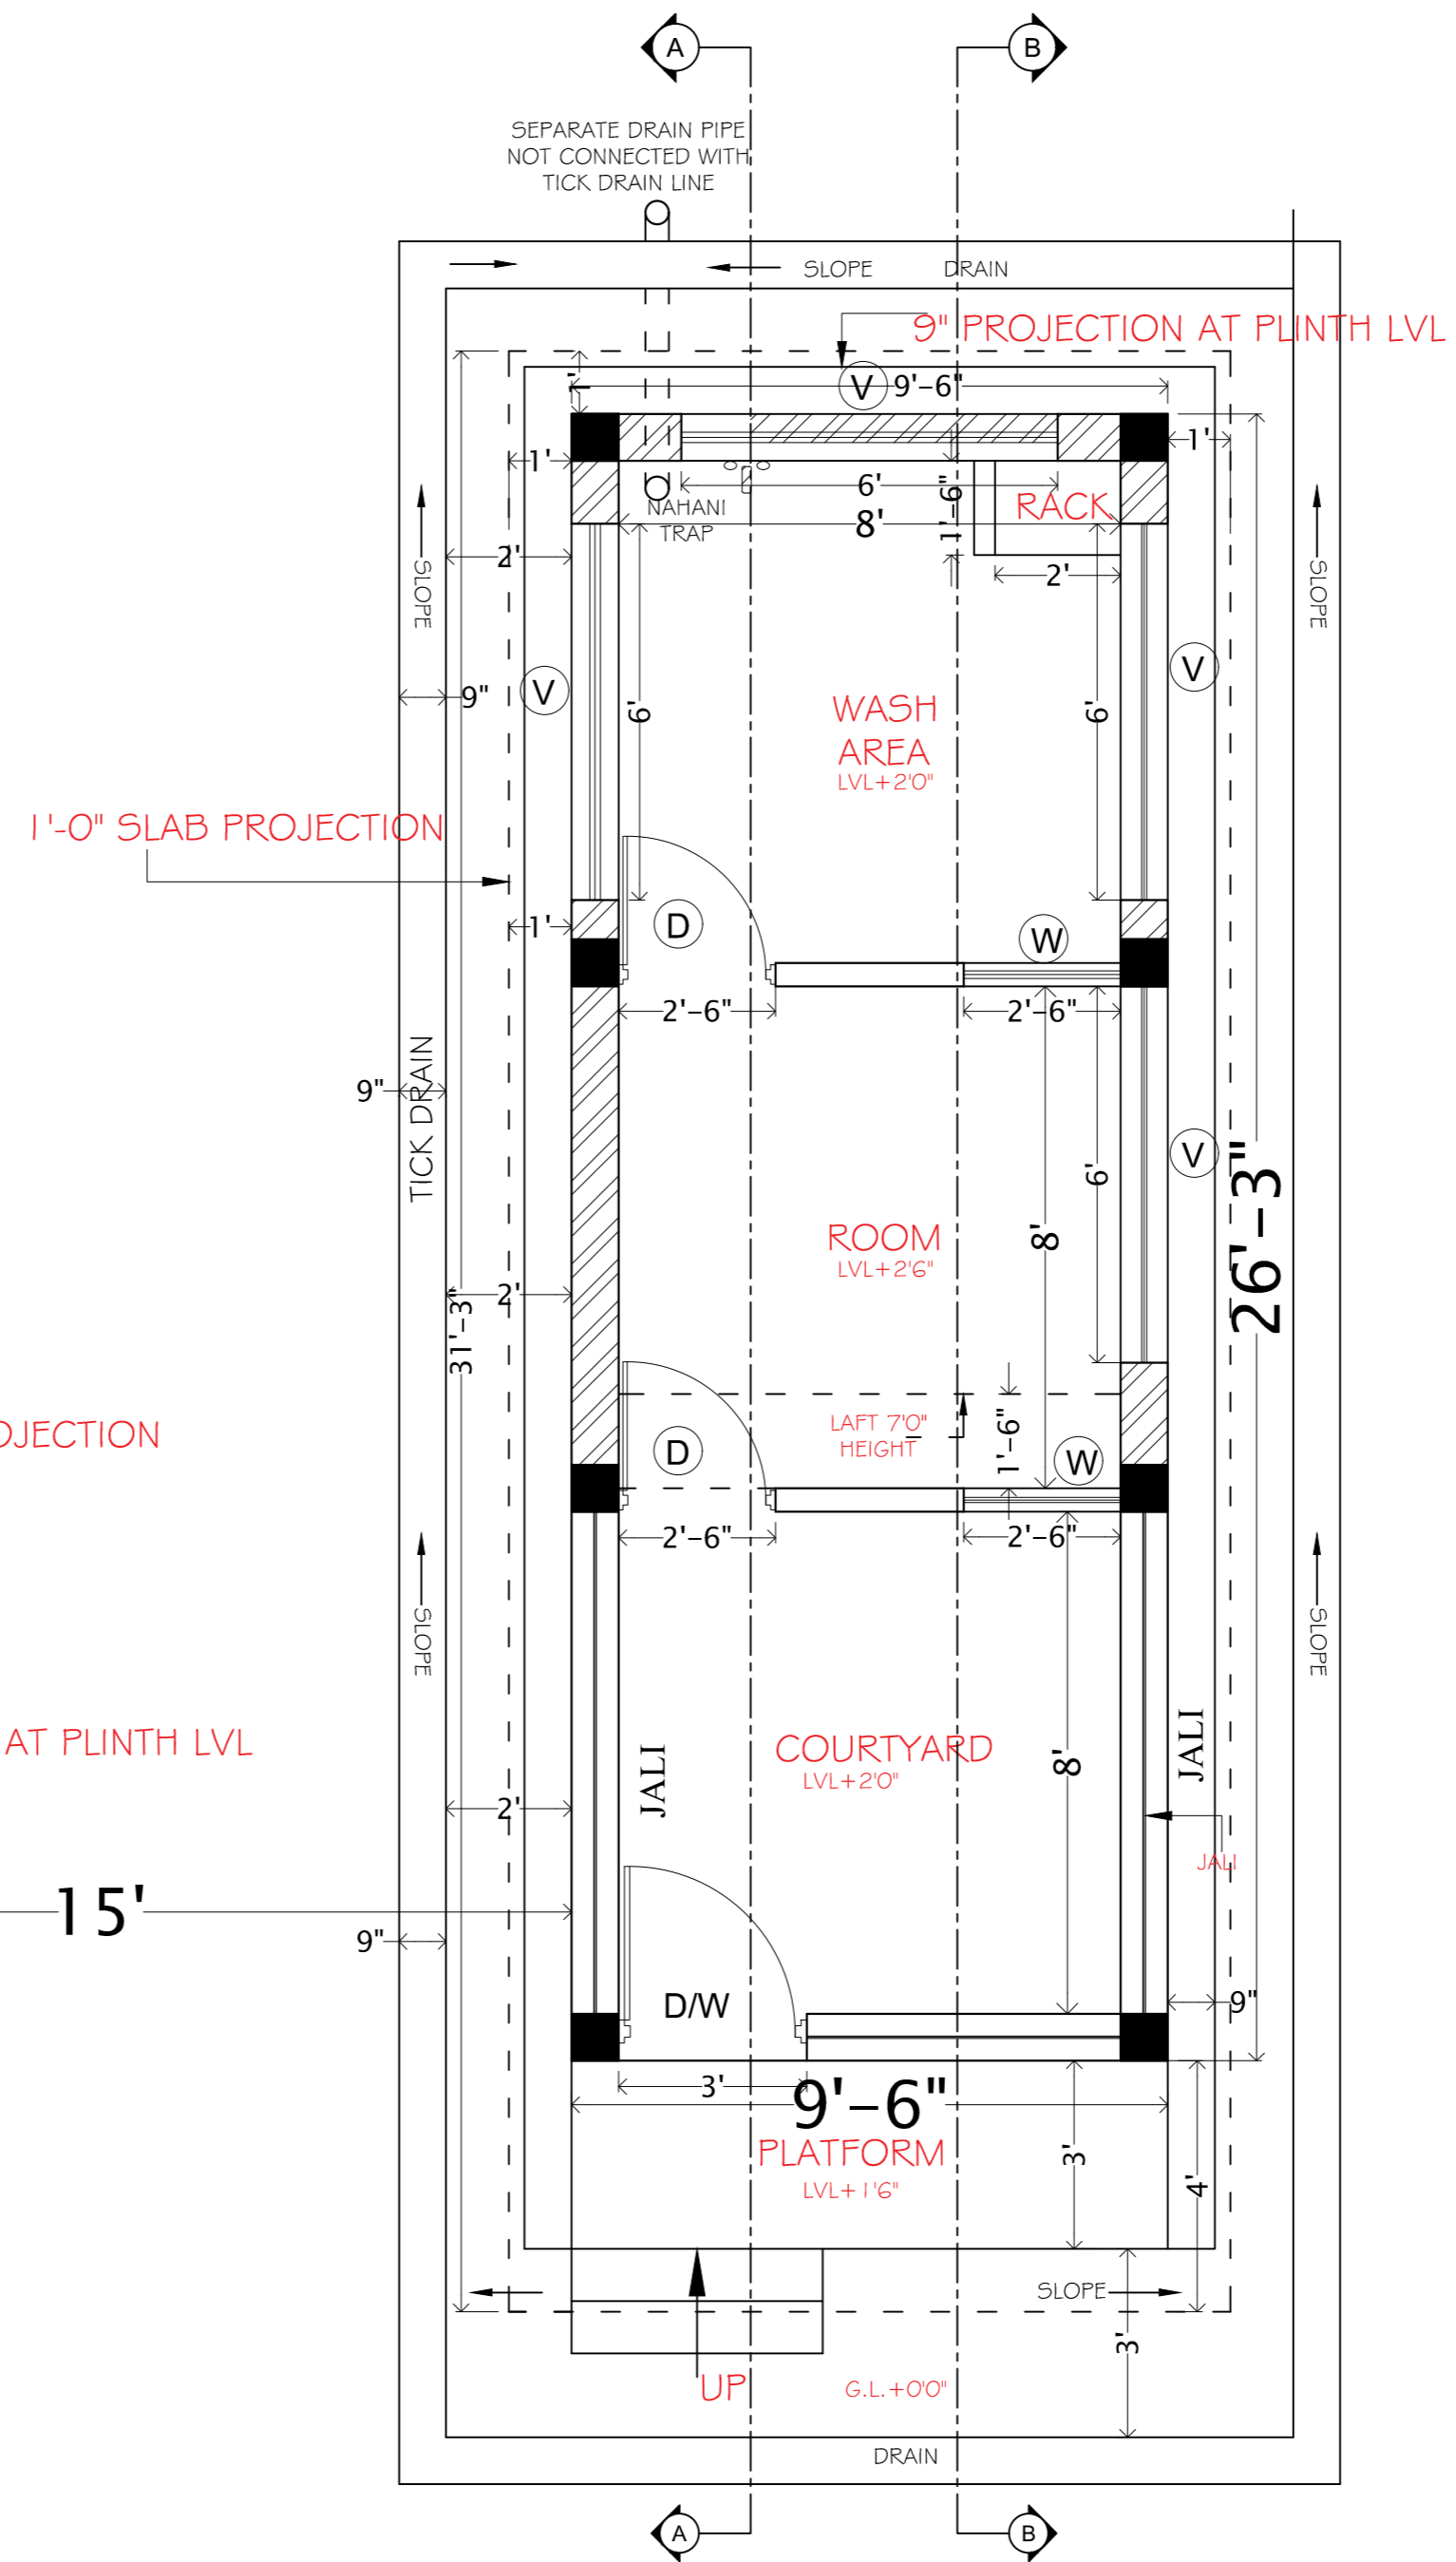 A
B
SEPARATE DRAIN PIPE
NOT CONNECTED WITH
TICK DRAIN LINE
SLOPE
DRAIN
9" PROJECTION AT PLINTH LVL
1'
V
9'-6"
1'
1'
6'
1'-6"
RACK
NAHANI
TRAP
8'
2'
2'
SLOPE
SLOPE
V
V
9"
6'
6'
WASH
AREA
LVL+2'0"
1'-0" SLAB PROJECTION
1'
D
W
2'-6"
2'-6"
TICK DRAIN
9"
V
6'
8'
26'-3"
ROOM
LVL+2'6"
2'
31'-3"
LAFT 7'0"
HEIGHT
1'-6"
OJECTION
D
W
2'-6"
2'-6"
SLOPE
SLOPE
AT PLINTH LVL
JALI
COURTYARD
LVL+2'0"
8'
JALI
2'
JALI
15'
9"
D/W
9"
3'
9'-6"
PLATFORM
LVL+1'6"
3'
4'
SLOPE
3'
UP
G.L.+0'0"
DRAIN
A
B